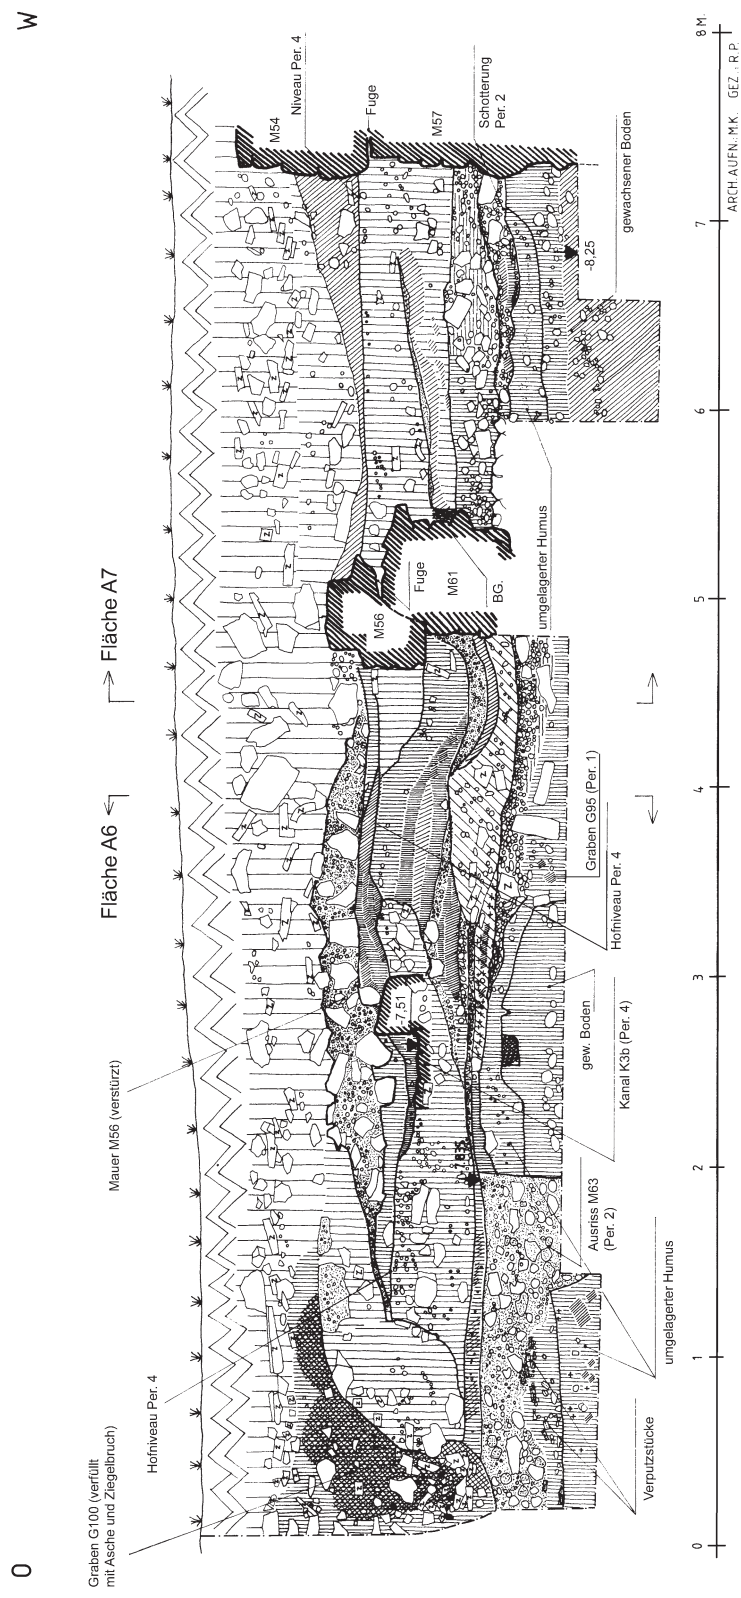 O
W
Graben G100 (verfüllt
mit Asche und Ziegelbruch)
Hofniveau Per. 4
Mauer M56 (verstürzt)
Fläche A6
Fläche A7
M54
Niveau Per. 4
Fuge
M57
Schotterung
Per. 2
gewachsener Boden
-8,25
M56
Fuge
M61
BG.
umgelagerter Humus
-7.51
Graben G95 (Per. 1)
Hofniveau Per. 4
gew. Boden
Kanal K3b (Per. 4)
Ausriss M63
(Per. 2)
umgelagerter Humus
Verputzstücke
0
1
2
3
4
5
6
7
8 M.
ARCH.AUFN.: M.K. GEZ.: R.P.